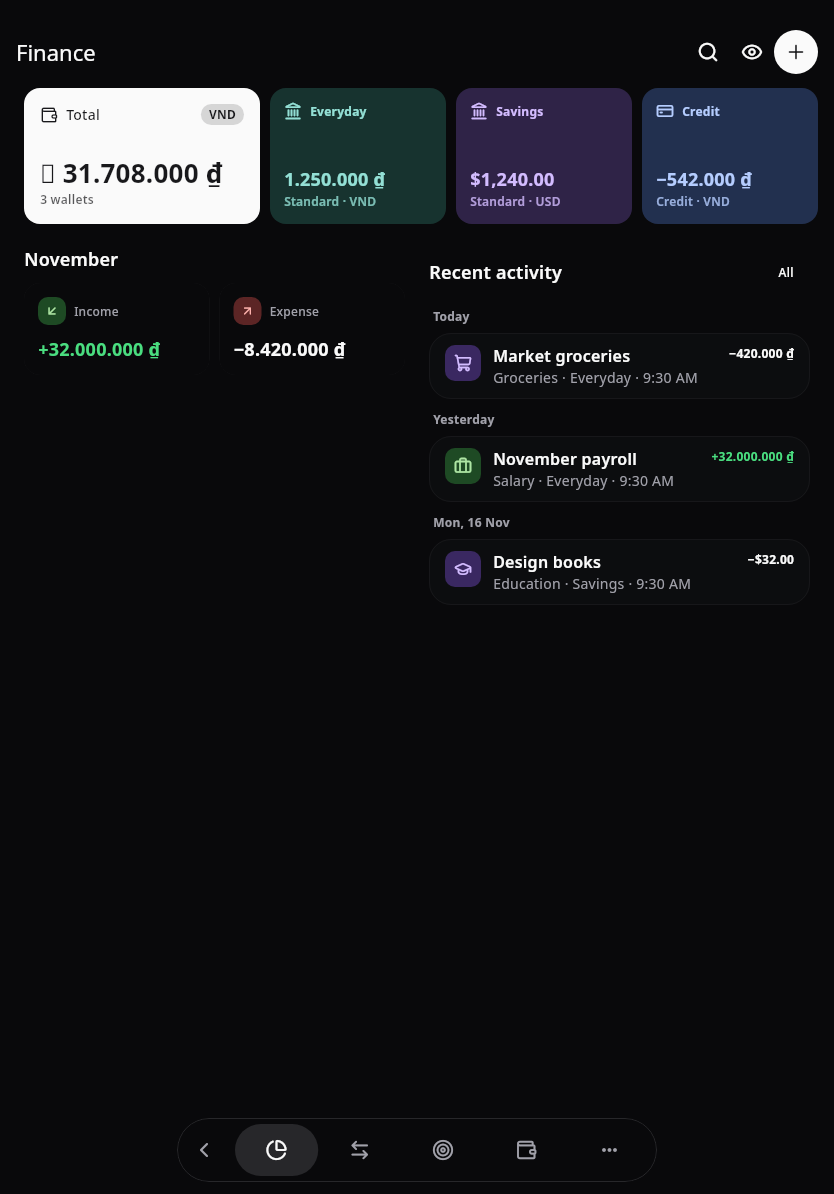 Finance
Total
VND
31.708.000 ₫
3 wallets
Everyday
1.250.000 ₫
Standard · VND
Savings
$1,240.00
Standard · USD
Credit
−542.000 ₫
Credit · VND
November
Income
+32.000.000 ₫
Expense
−8.420.000 ₫
Recent activity
All
Today
Market groceries
−420.000 ₫
Groceries · Everyday · 9:30 AM
Yesterday
November payroll
+32.000.000 ₫
Salary · Everyday · 9:30 AM
Mon, 16 Nov
Design books
−$32.00
Education · Savings · 9:30 AM